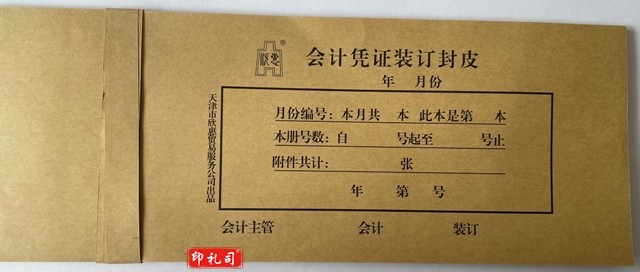 会计凭证装订封皮
年 月份
月份编号：本月共 本 此本是第 本
本册号数：自 号起至 号止
附件共计： 张
年 第 号
会计主管 会计 装订
天津市欣惠贸易服务公司出品
印礼司